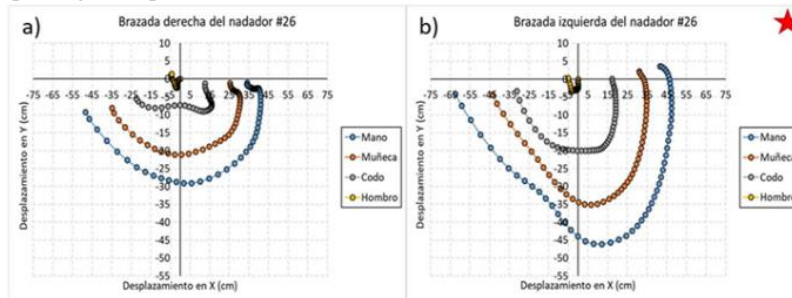 a)
Brazada derecha del nadador #26
10
5
0
-75 -65 -55 -45 -35 -25 -15 -5 5 15 25 35 45 55 65 75
-5
-10
-15
-20
-25
-30
-35
-40
-45
-50
-55
Desplazamiento en Y (cm)
Desplazamiento en X (cm)
Mano
Muñeca
Codo
Hombro
b)
Brazada izquierda del nadador #26
10
5
0
-75 -65 -55 -45 -35 -25 -15 -5 5 15 25 35 45 55 65 75
-5
-10
-15
-20
-25
-30
-35
-40
-45
-50
-55
Desplazamiento en Y (cm)
Desplazamiento en X (cm)
Mano
Muñeca
Codo
Hombro